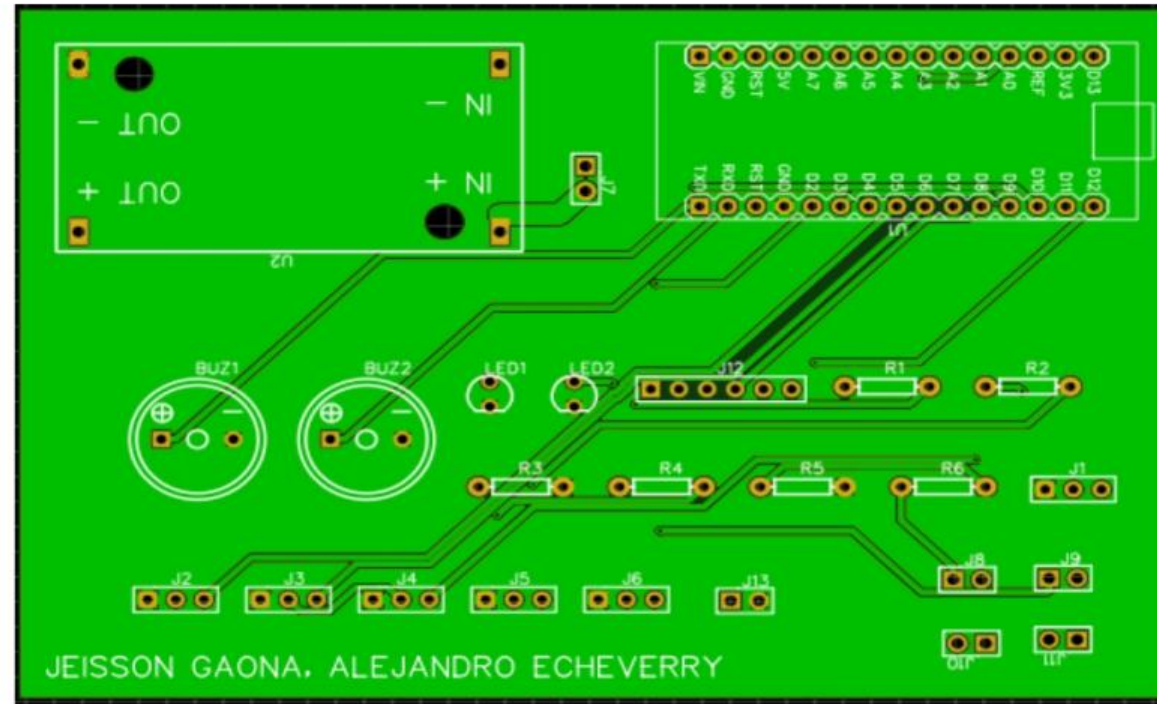 VIN GND RST 5V A7 A6 A5 A4 A3 A2 A1 A0 REF 3V3 D13
- OUT
- IN
+ OUT
+ IN
J7
TX0 RX0 RST GND D2 D3 D4 D5 D6 D7 D8 D9 D10 D11 D12
U1
U2
BUZ1 BUZ2 LED1 LED2 J12 R1 R2
+ - + -
R3 R4 R5 R6 J1
J2 J3 J4 J5 J6 J13 J8 J9
J10 J11
JEISSON GAONA. ALEJANDRO ECHEVERRY